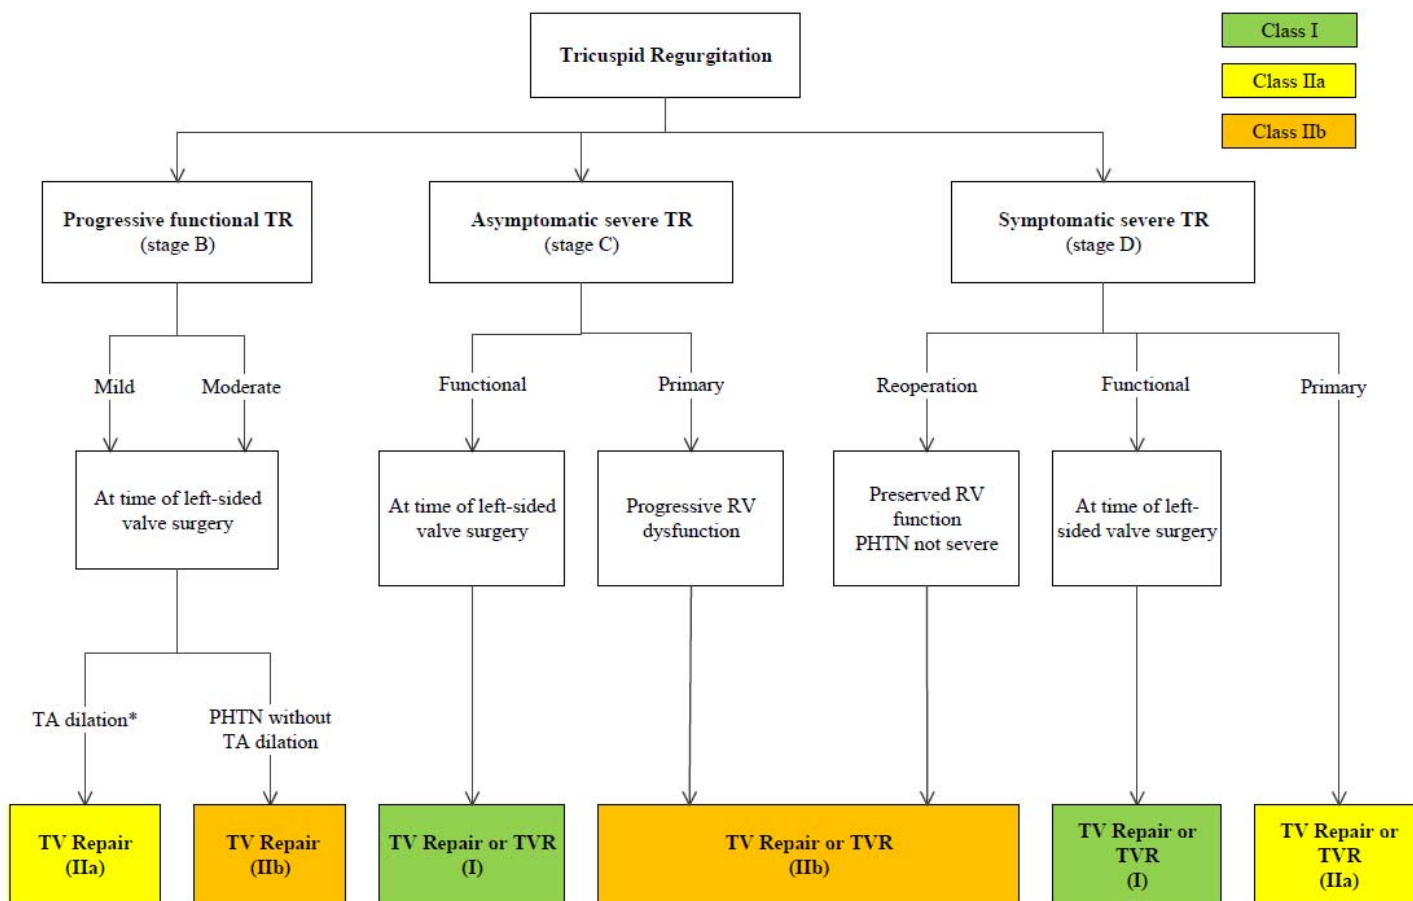 Tricuspid Regurgitation
Class I
Class IIa
Class IIb
Progressive functional TR
(stage B)
Asymptomatic severe TR
(stage C)
Symptomatic severe TR
(stage D)
Mild
Moderate
Functional
Primary
Reoperation
Functional
Primary
At time of left-sided
valve surgery
At time of left-sided
valve surgery
Progressive RV
dysfunction
Preserved RV
function
PHTN not severe
At time of left-
sided valve surgery
TA dilation*
PHTN without
TA dilation
TV Repair
(IIa)
TV Repair
(IIb)
TV Repair or TVR
(I)
TV Repair or TVR
(IIb)
TV Repair or
TVR
(I)
TV Repair or
TVR
(IIa)